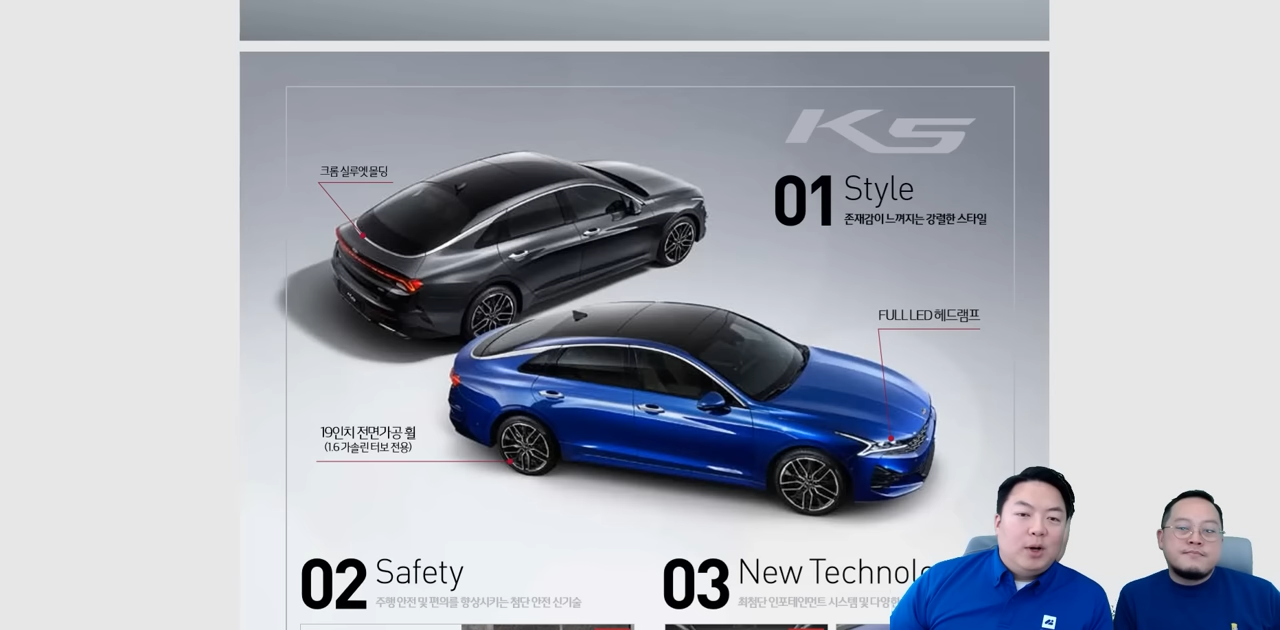 K5
01 Style
존재감이 느껴지는 강렬한 스타일
크롬 실루엣 몰딩
FULL LED 헤드램프
19인치 전면가공 휠
(1.6 가솔린 터보 전용)
02 Safety
주행 안전 및 편의를 향상시키는 첨단 안전 신기술
03 New Technolo
최첨단 인포테인먼트 시스템 및 다양한